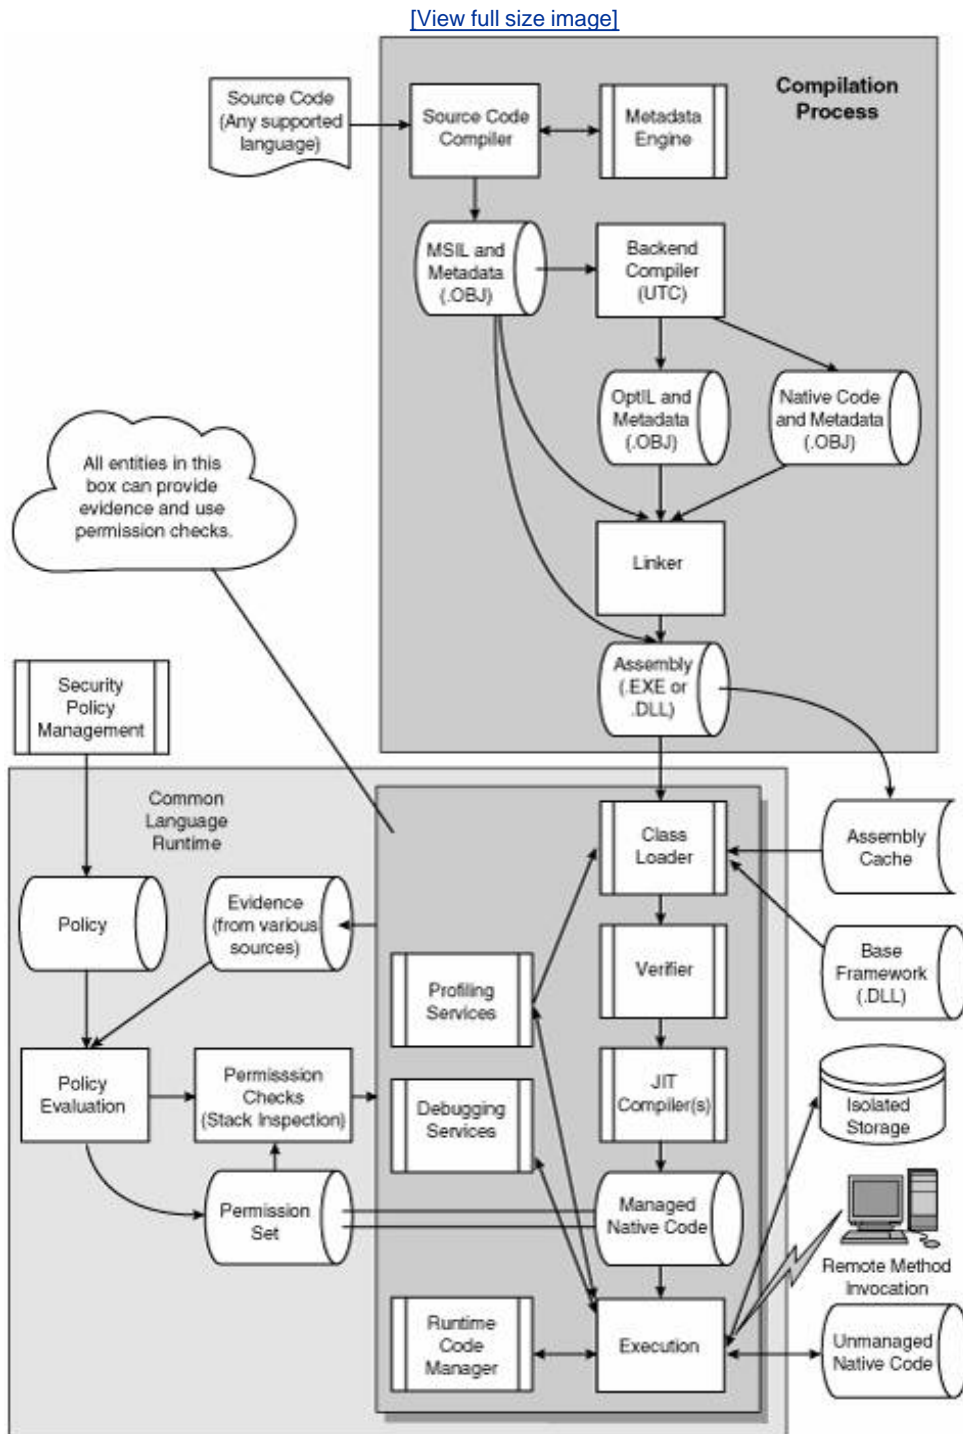 [View full size image]
Compilation
Process
Source Code
(Any supported
language)
Source Code
Compiler
Metadata
Engine
MSIL and
Metadata
(.OBJ)
Backend
Compiler
(UTC)
OptIL and
Metadata
(.OBJ)
Native Code
and Metadata
(.OBJ)
All entities in this
box can provide
evidence and use
permission checks.
Linker
Assembly
(.EXE or
.DLL)
Security
Policy
Management
Common
Language
Runtime
Class
Loader
Assembly
Cache
Policy
Evidence
(from various
sources)
Verifier
Base
Framework
(.DLL)
Profiling
Services
Policy
Evaluation
Permisssion
Checks
(Stack Inspection)
Debugging
Services
JIT
Compiler(s)
Isolated
Storage
Permission
Set
Managed
Native Code
Remote Method
Invocation
Runtime
Code
Manager
Execution
Unmanaged
Native Code